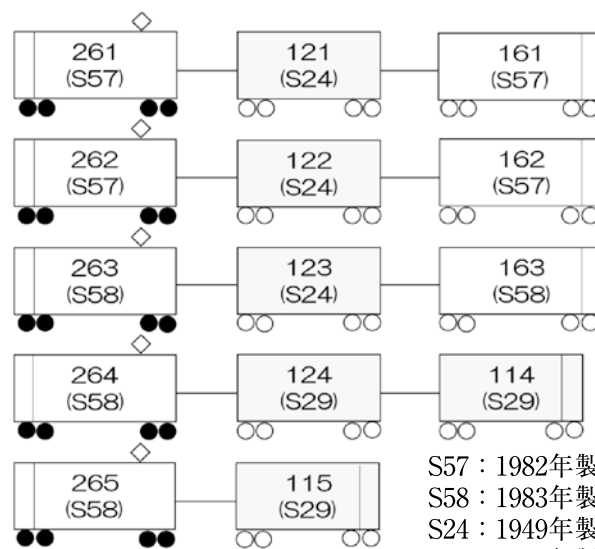 261 121 161
(S57) (S24) (S57)
262 122 162
(S57) (S24) (S57)
263 123 163
(S58) (S24) (S58)
264 124 114
(S58) (S29) (S29)
265 115
(S58) (S29)
S57：1982年製
S58：1983年製
S24：1949年製